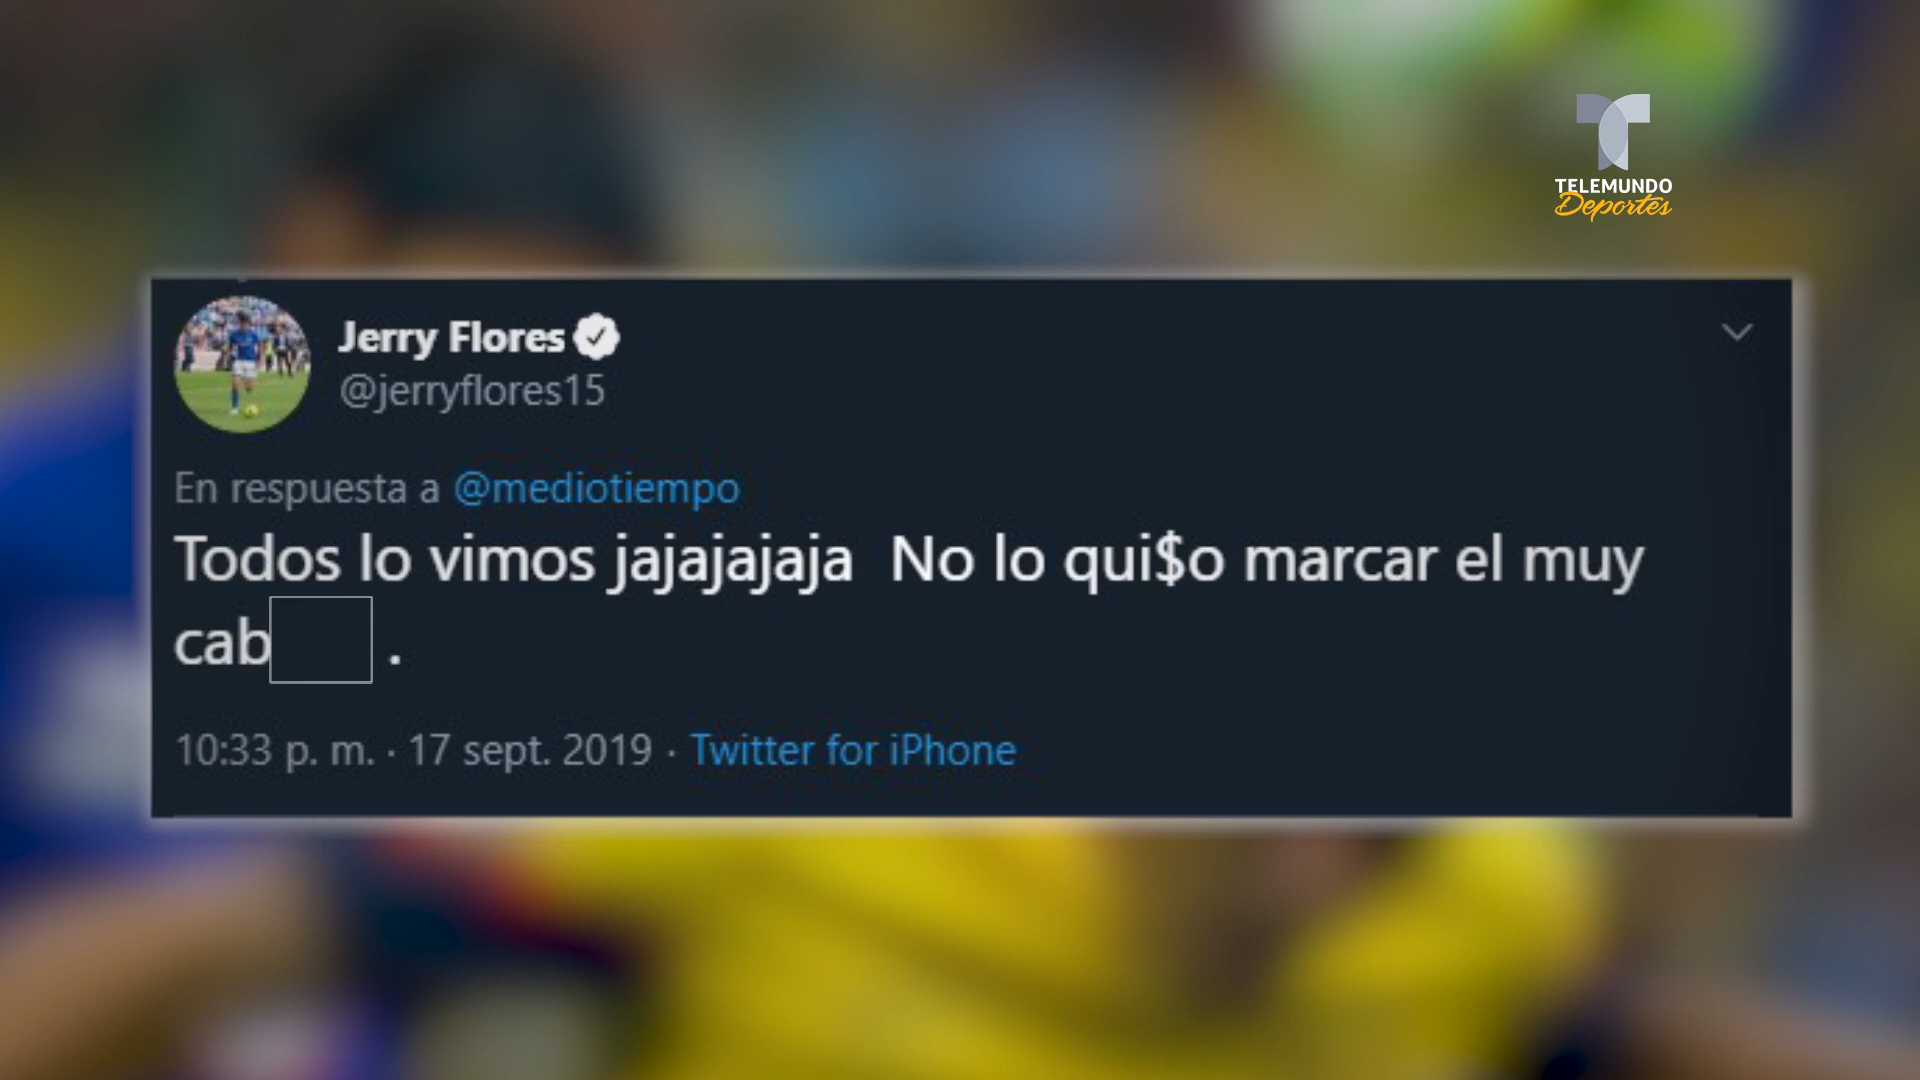 TELEMUNDO
Deportes
Jerry Flores
@jerryflores15
En respuesta a @mediotiempo
Todos lo vimos jajajajaja  No lo qui$o marcar el muy
cab .
10:33 p. m. · 17 sept. 2019 · Twitter for iPhone